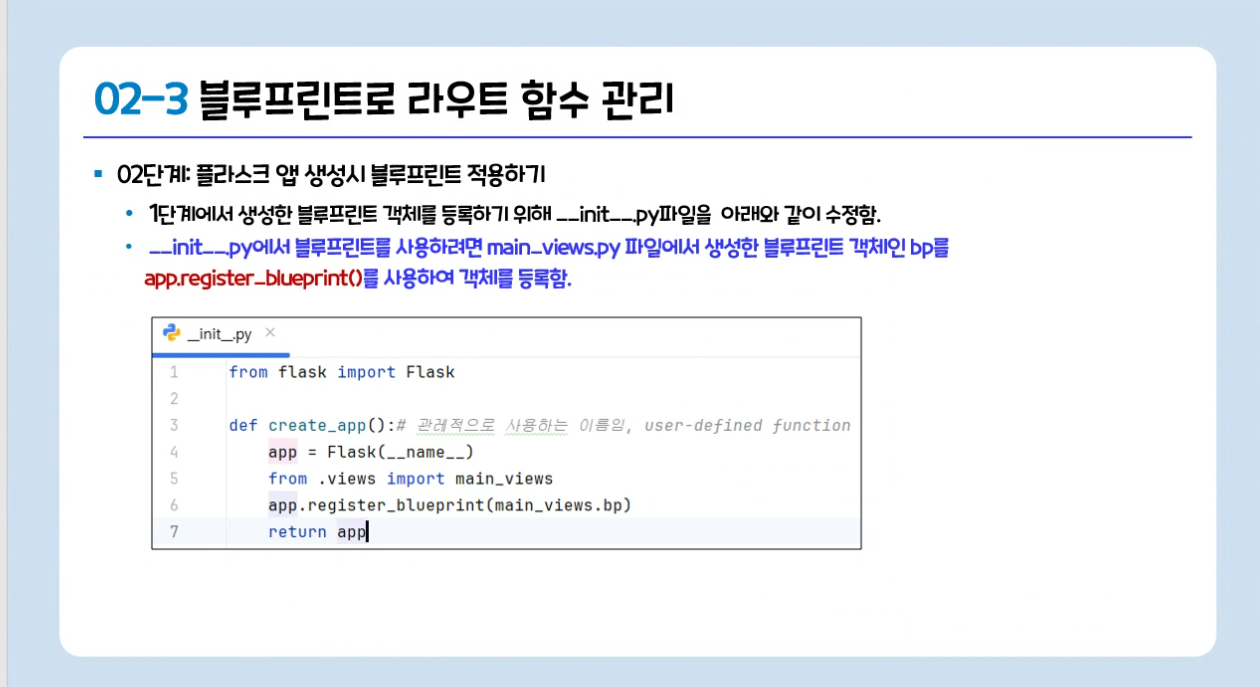 02-3 블루프린트로 라우트 함수 관리
02단계: 플라스크 앱 생성시 블루프린트 적용하기
1단계에서 생성한 블루프린트 객체를 등록하기 위해 __init__.py파일을 아래와 같이 수정함.
__init__.py에서 블루프린트를 사용하려면 main_views.py 파일에서 생성한 블루프린트 객체인 bp를
app.register_blueprint()를 사용하여 객체를 등록함.
__init__.py ×
1 from flask import Flask
2
3 def create_app():# 관례적으로 사용하는 이름임, user-defined function
4 app = Flask(__name__)
5 from .views import main_views
6 app.register_blueprint(main_views.bp)
7 return app